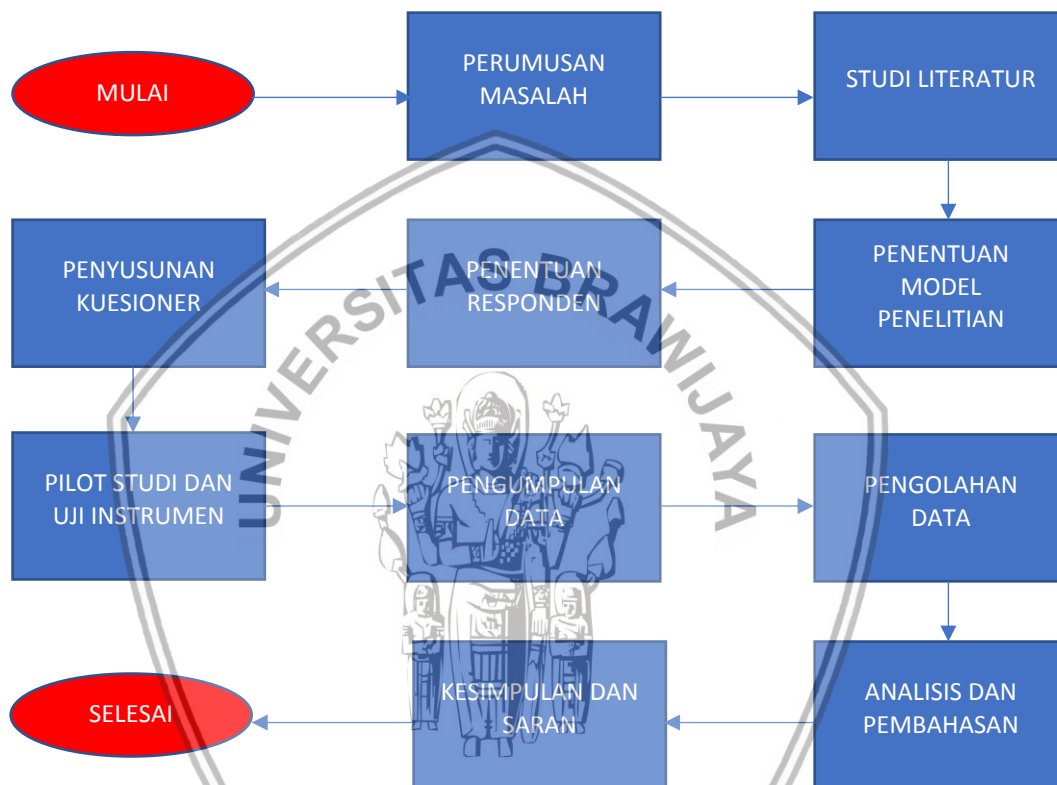 MULAI
PERUMUSAN
MASALAH
STUDI LITERATUR
PENENTUAN
MODEL
PENELITIAN
PENENTUAN
RESPONDEN
PENYUSUNAN
KUESIONER
PILOT STUDI DAN
UJI INSTRUMEN
PENGUMPULAN
DATA
PENGOLAHAN
DATA
ANALISIS DAN
PEMBAHASAN
KESIMPULAN DAN
SARAN
SELESAI
UNIVERSITAS BRAWIJAYA